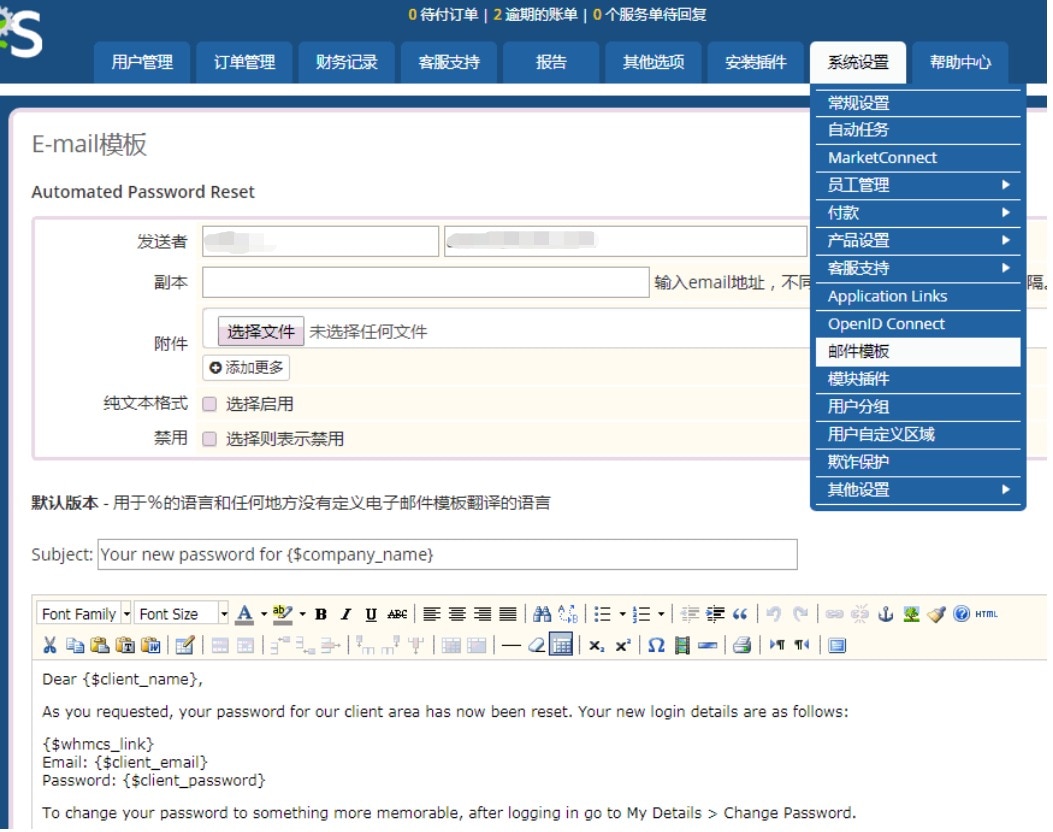 S
0 待付订单 | 2 逾期的账单 | 0 个服务单待回复
用户管理 订单管理 财务记录 客服支持 报告 其他选项 安装插件 系统设置 帮助中心
常规设置
自动任务
MarketConnect
员工管理
付款
产品设置
客服支持
Application Links
OpenID Connect
邮件模板
模块插件
用户分组
用户自定义区域
欺诈保护
其他设置
E-mail模板
Automated Password Reset
发送者
副本 输入email地址，不同 隔。
附件 选择文件 未选择任何文件
添加更多
纯文本格式 选择启用
禁用 选择则表示禁用
默认版本 - 用于%的语言和任何地方没有定义电子邮件模板翻译的语言
Subject: Your new password for {$company_name}
Font Family Font Size A ab B I U ABC HTML
Dear {$client_name},
As you requested, your password for our client area has now been reset. Your new login details are as follows:
{$whmcs_link}
Email: {$client_email}
Password: {$client_password}
To change your password to something more memorable, after logging in go to My Details > Change Password.